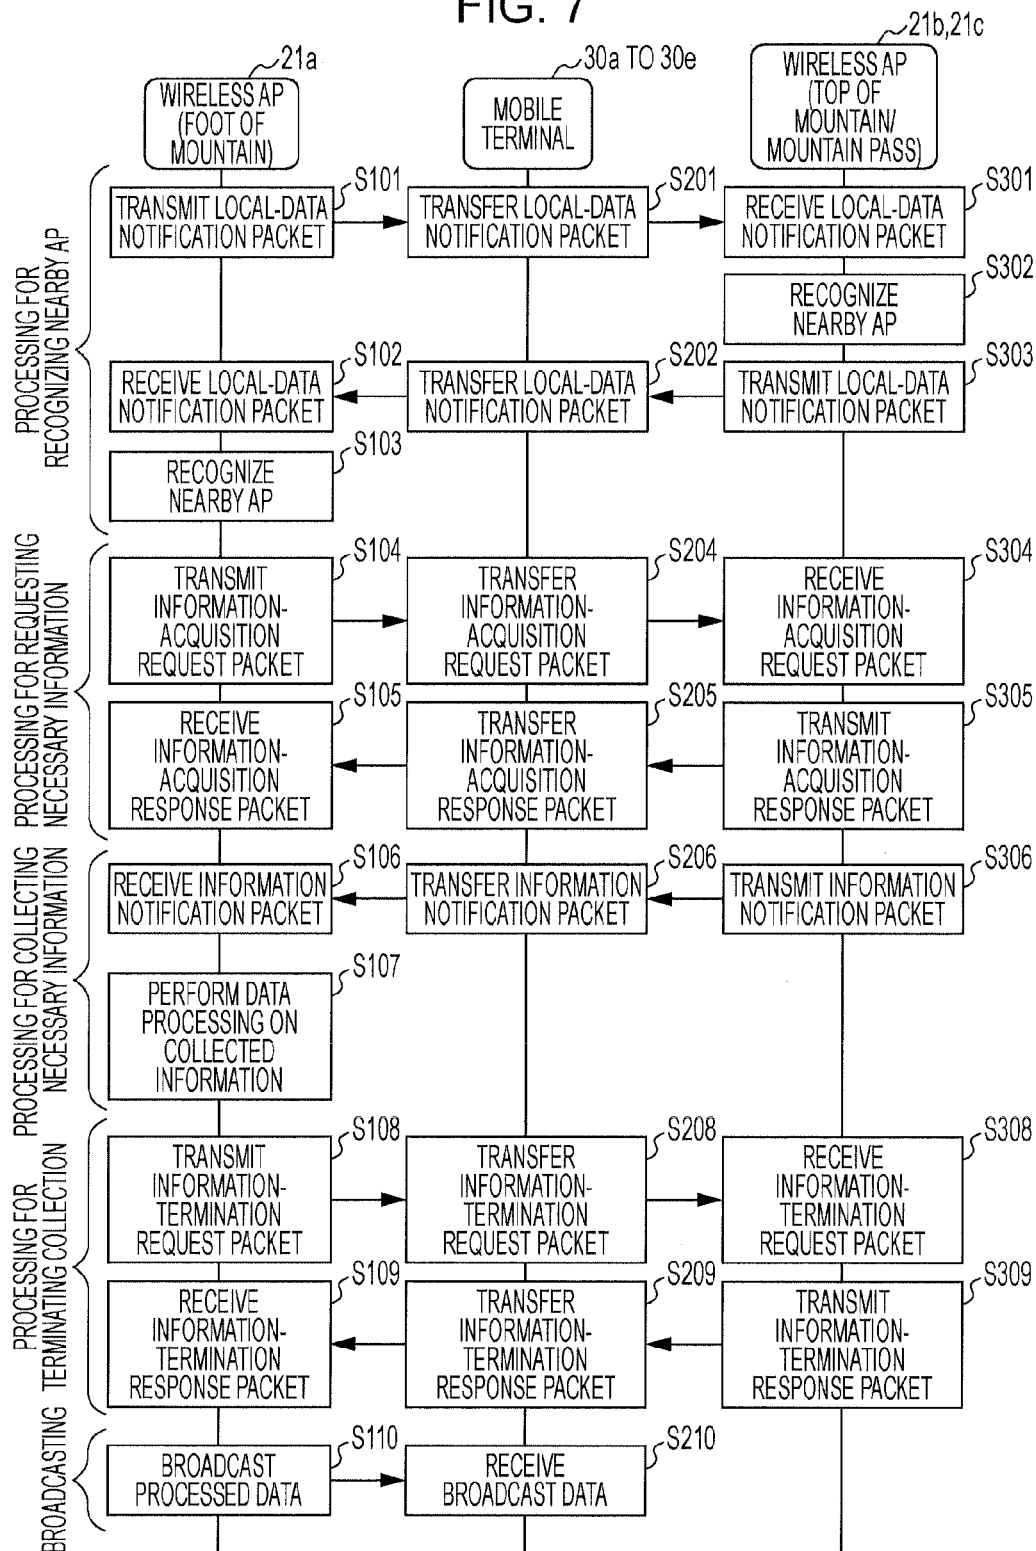 FIG. 7
21a
30a TO 30e
21b,21c
WIRELESS AP
(FOOT OF
MOUNTAIN)
MOBILE
TERMINAL
WIRELESS AP
(TOP OF
MOUNTAIN/
MOUNTAIN PASS)
PROCESSING FOR
RECOGNIZING NEARBY AP
S101
TRANSMIT LOCAL-DATA
NOTIFICATION PACKET
S201
TRANSFER LOCAL-DATA
NOTIFICATION PACKET
S301
RECEIVE LOCAL-DATA
NOTIFICATION PACKET
S302
RECOGNIZE
NEARBY AP
S102
RECEIVE LOCAL-DATA
NOTIFICATION PACKET
S202
TRANSFER LOCAL-DATA
NOTIFICATION PACKET
S303
TRANSMIT LOCAL-DATA
NOTIFICATION PACKET
S103
RECOGNIZE
NEARBY AP
PROCESSING FOR REQUESTING
NECESSARY INFORMATION
S104
TRANSMIT
INFORMATION-
ACQUISITION
REQUEST PACKET
S204
TRANSFER
INFORMATION-
ACQUISITION
REQUEST PACKET
S304
RECEIVE
INFORMATION-
ACQUISITION
REQUEST PACKET
S105
RECEIVE
INFORMATION-
ACQUISITION
RESPONSE PACKET
S205
TRANSFER
INFORMATION-
ACQUISITION
RESPONSE PACKET
S305
TRANSMIT
INFORMATION-
ACQUISITION
RESPONSE PACKET
PROCESSING FOR COLLECTING
NECESSARY INFORMATION
S106
RECEIVE INFORMATION
NOTIFICATION PACKET
S206
TRANSFER INFORMATION
NOTIFICATION PACKET
S306
TRANSMIT INFORMATION
NOTIFICATION PACKET
S107
PERFORM DATA
PROCESSING ON
COLLECTED
INFORMATION
PROCESSING FOR
TERMINATING COLLECTION
S108
TRANSMIT
INFORMATION-
TERMINATION
REQUEST PACKET
S208
TRANSFER
INFORMATION-
TERMINATION
REQUEST PACKET
S308
RECEIVE
INFORMATION-
TERMINATION
REQUEST PACKET
S109
RECEIVE
INFORMATION-
TERMINATION
RESPONSE PACKET
S209
TRANSFER
INFORMATION-
TERMINATION
RESPONSE PACKET
S309
TRANSMIT
INFORMATION-
TERMINATION
RESPONSE PACKET
BROADCASTING
S110
BROADCAST
PROCESSED DATA
S210
RECEIVE
BROADCAST DATA